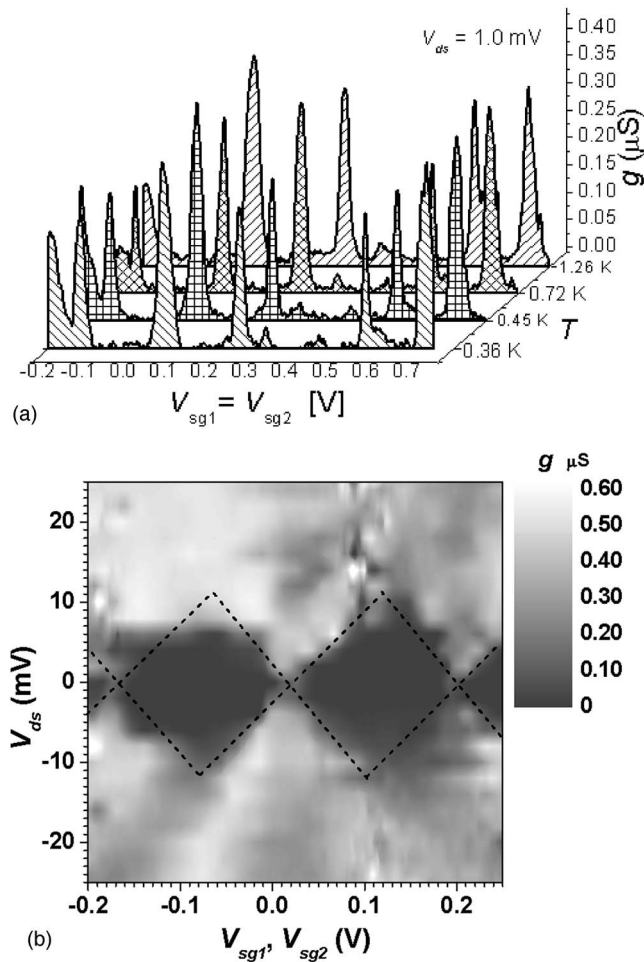 V_ds = 1.0 mV
0.40
0.35
0.30
0.25
0.20
0.15
0.10
0.05
0.00
g (µS)
1.26 K
0.72 K
0.45 K
0.36 K
T
-0.2 -0.1 0.0 0.1 0.2 0.3 0.4 0.5 0.6 0.7
V_sg1 = V_sg2 [V]
(a)
g µS
0.60
0.50
0.40
0.30
0.20
0.10
0
20
10
0
-10
-20
V_ds (mV)
-0.2 -0.1 0.0 0.1 0.2
V_sg1, V_sg2 (V)
(b)